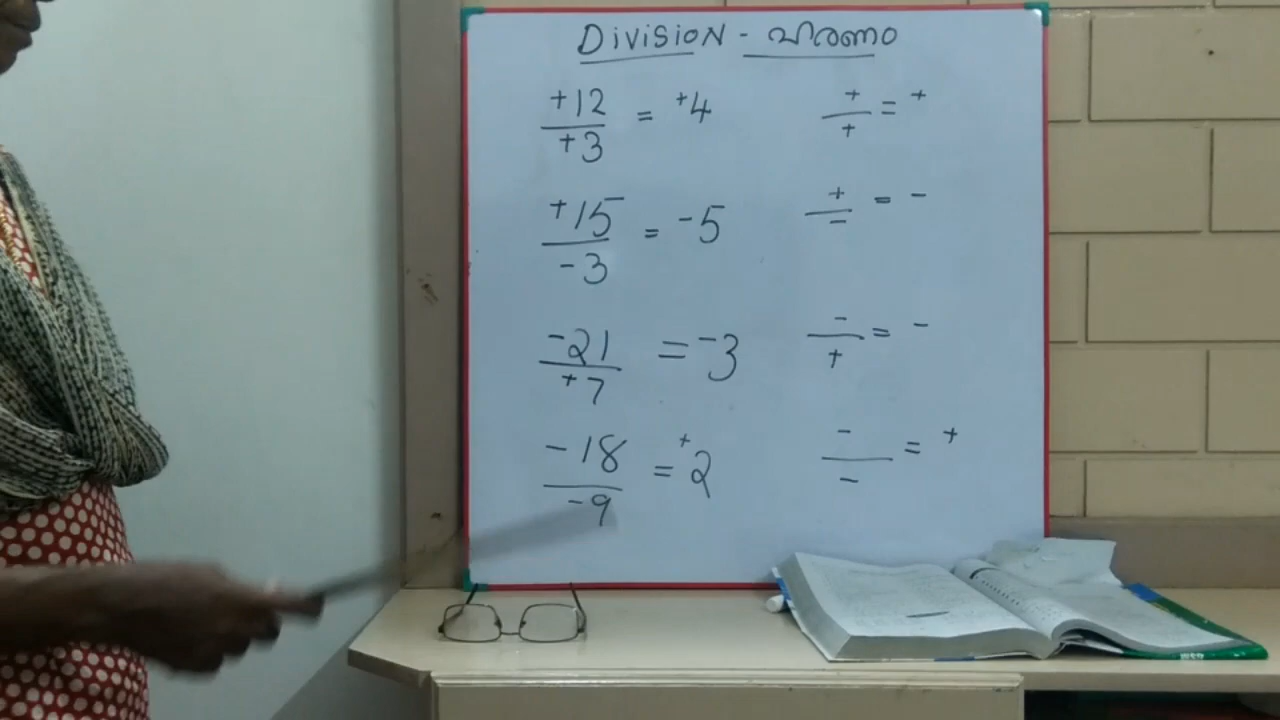 Division - ഹരണം
+12 / +3 = +4    + / + = +
+15 / -3 = -5    + / - = -
-21 / +7 = -3    - / + = -
-18 / -9 = +2    - / - = +